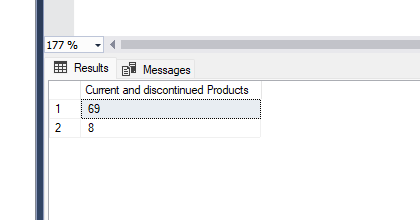 177 %
Results Messages
Current and discontinued Products
1 69
2 8